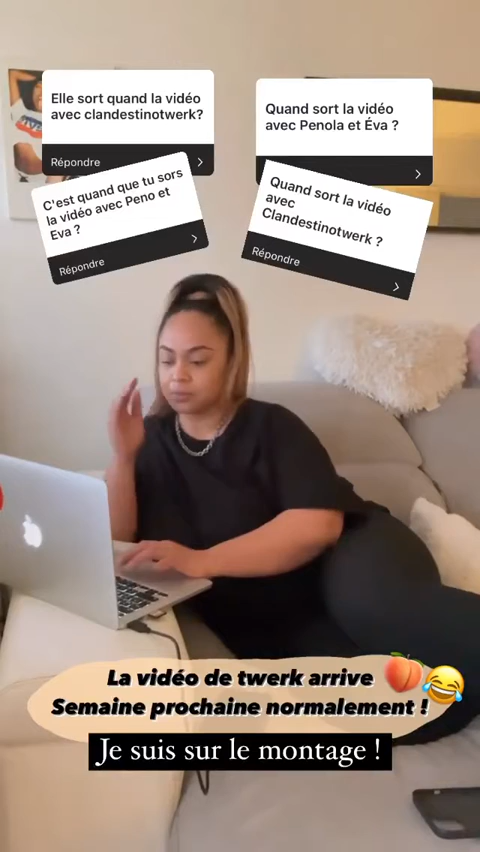 Elle sort quand la vidéo
avec clandestinotwerk?
Répondre
Quand sort la vidéo
avec Penola et Éva ?
C'est quand que tu sors
la vidéo avec Peno et
Eva ?
Répondre
Quand sort la vidéo
avec
Clandestinotwerk ?
Répondre
La vidéo de twerk arrive 🍑😂
Semaine prochaine normalement !
Je suis sur le montage !